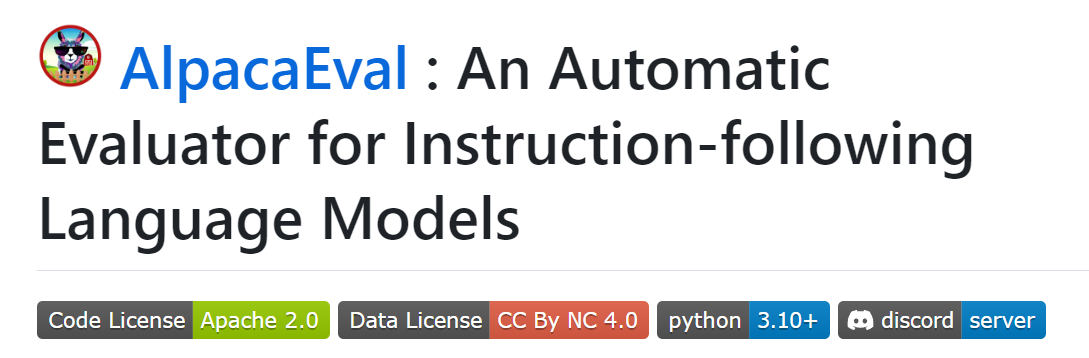 AlpacaEval : An Automatic
Evaluator for Instruction-following
Language Models
Code License Apache 2.0 Data License CC By NC 4.0 python 3.10+ discord server